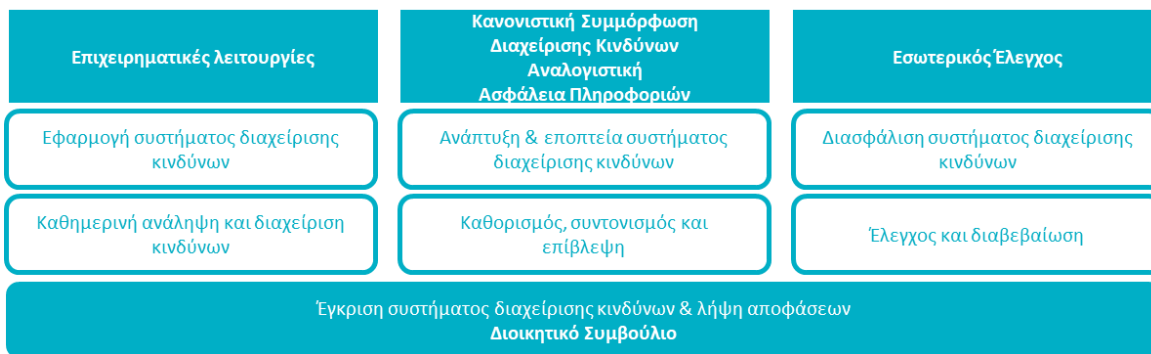 Επιχειρηματικές λειτουργίες
Κανονιστική Συμμόρφωση
Διαχείρισης Κινδύνων
Αναλογιστική
Ασφάλεια Πληροφοριών
Εσωτερικός Έλεγχος
Εφαρμογή συστήματος διαχείρισης
κινδύνων
Ανάπτυξη & εποπτεία συστήματος
διαχείρισης κινδύνων
Διασφάλιση συστήματος διαχείρισης
κινδύνων
Καθημερινή ανάληψη και διαχείριση
κινδύνων
Καθορισμός, συντονισμός και
επίβλεψη
Έλεγχος και διαβεβαίωση
Έγκριση συστήματος διαχείρισης κινδύνων & λήψη αποφάσεων
Διοικητικό Συμβούλιο